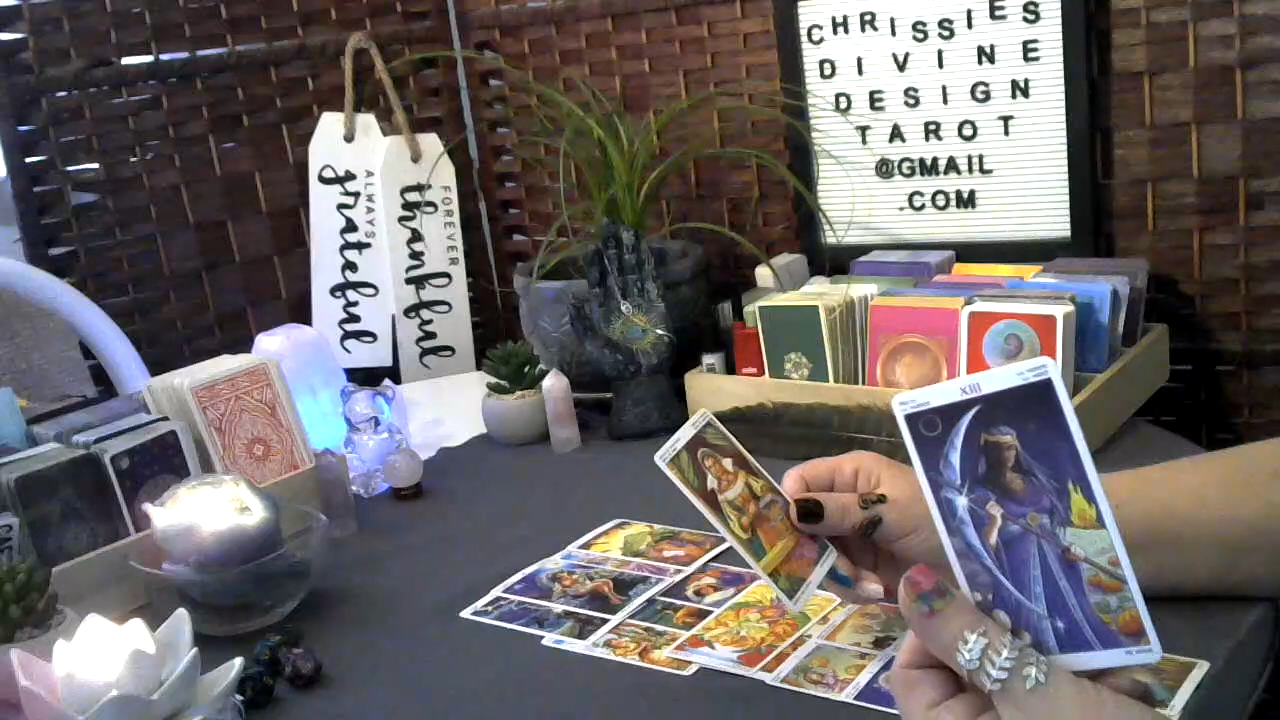 CHRISSIES
DIVINE
DESIGN
TAROT
@GMAIL
.COM
ALWAYS
grateful
FOREVER
thankful
XIII